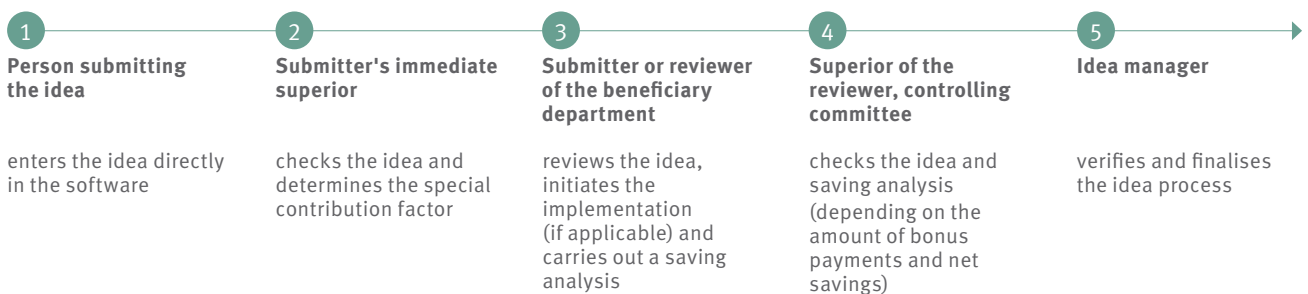 1
Person submitting
the idea
enters the idea directly
in the software
2
Submitter's immediate
superior
checks the idea and
determines the special
contribution factor
3
Submitter or reviewer
of the beneficiary
department
reviews the idea,
initiates the
implementation
(if applicable) and
carries out a saving
analysis
4
Superior of the
reviewer, controlling
committee
checks the idea and
saving analysis
(depending on the
amount of bonus
payments and net
savings)
5
Idea manager
verifies and finalises
the idea process